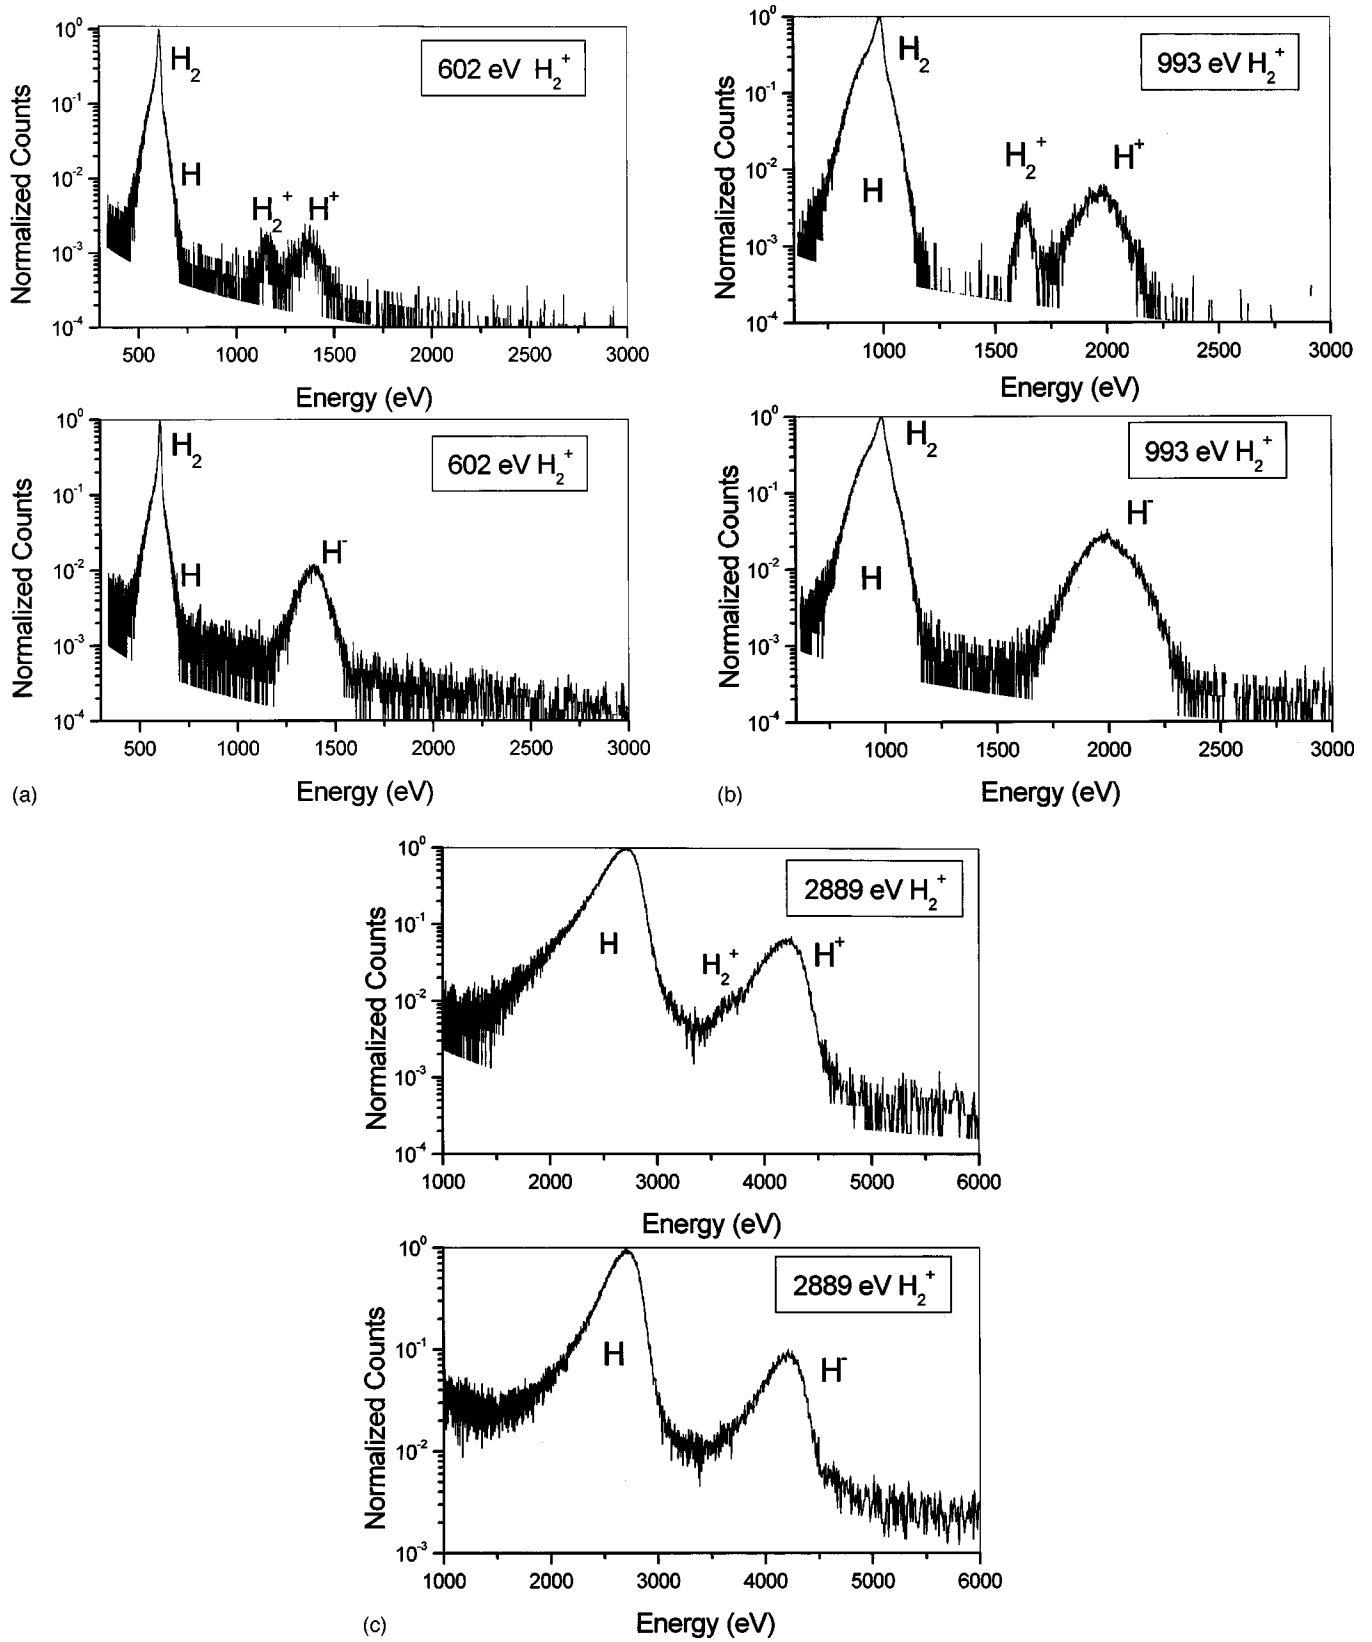 Normalized Counts
10⁰
10⁻¹
10⁻²
10⁻³
10⁻⁴
H₂
H
H₂⁺
H⁺
602 eV H₂⁺
500 1000 1500 2000 2500 3000
Energy (eV)
Normalized Counts
10⁰
10⁻¹
10⁻²
10⁻³
10⁻⁴
H₂
H
H₂⁺
H⁺
993 eV H₂⁺
1000 1500 2000 2500 3000
Energy (eV)
Normalized Counts
10⁰
10⁻¹
10⁻²
10⁻³
10⁻⁴
H₂
H
H⁻
602 eV H₂⁺
500 1000 1500 2000 2500 3000
(a) Energy (eV)
Normalized Counts
10⁰
10⁻¹
10⁻²
10⁻³
10⁻⁴
H₂
H
H⁻
993 eV H₂⁺
1000 1500 2000 2500 3000
(b) Energy (eV)
Normalized Counts
10⁰
10⁻¹
10⁻²
10⁻³
10⁻⁴
H
H₂⁺
H⁺
2889 eV H₂⁺
1000 2000 3000 4000 5000 6000
Energy (eV)
Normalized Counts
10⁰
10⁻¹
10⁻²
10⁻³
H
H⁻
2889 eV H₂⁺
1000 2000 3000 4000 5000 6000
(c) Energy (eV)